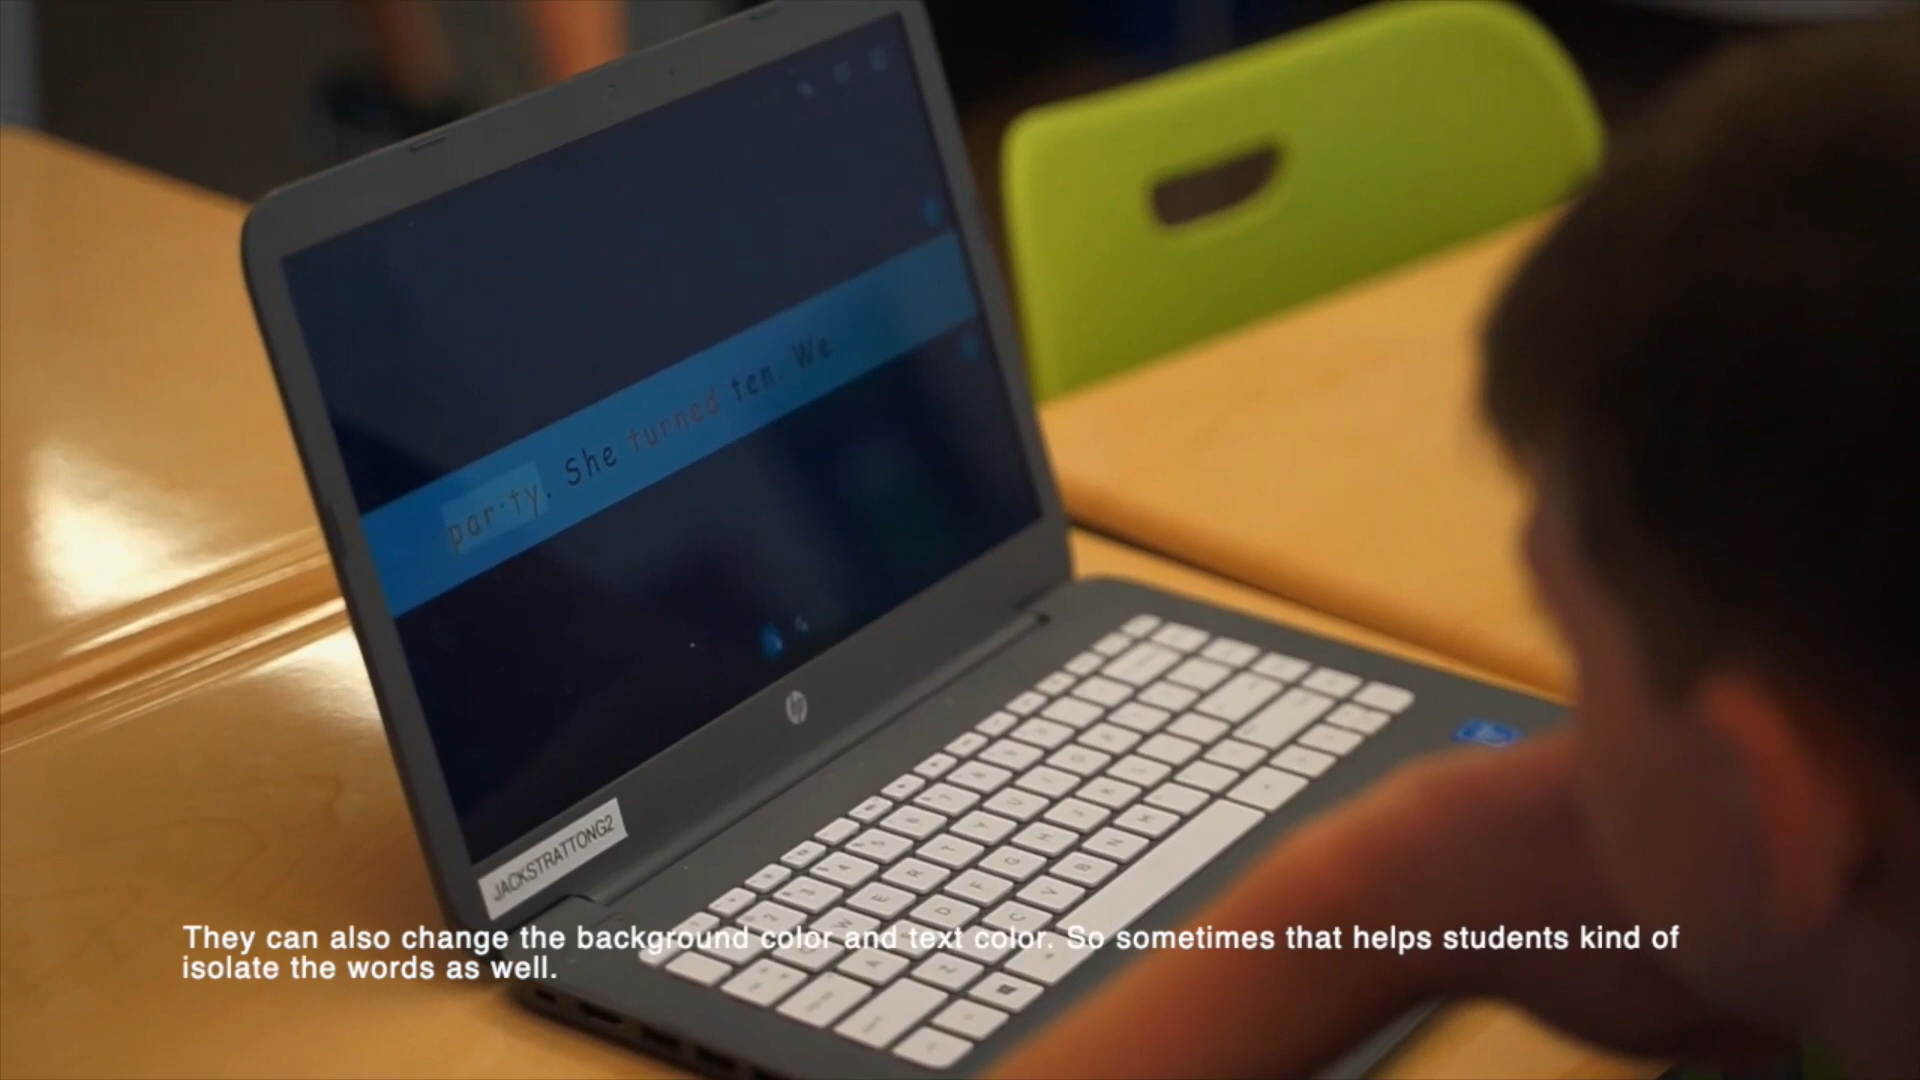 par·ty. She turned ten. We
hp
JACKSTRATTONG2
They can also change the background color and text color. So sometimes that helps students kind of
isolate the words as well.